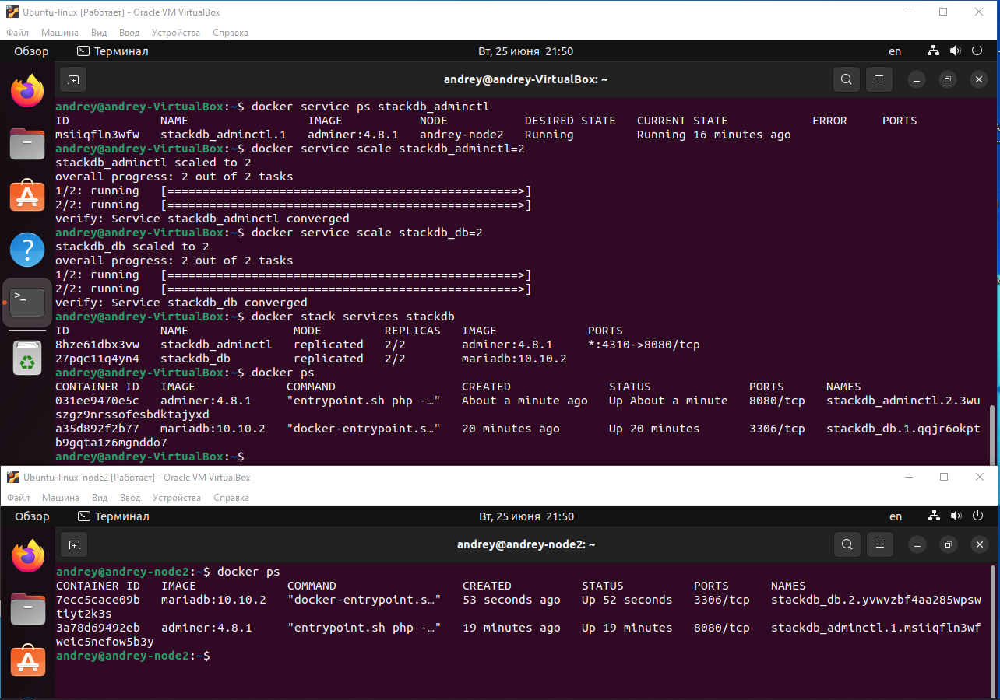 Ubuntu-linux [Работает] - Oracle VM VirtualBox
Файл Машина Вид Ввод Устройства Справка
Обзор Терминал Вт, 25 июня 21:50 en
andrey@andrey-VirtualBox: ~
andrey@andrey-VirtualBox:~$ docker service ps stackdb_adminctl
ID NAME IMAGE NODE DESIRED STATE CURRENT STATE ERROR PORTS
msiiqfln3wfw stackdb_adminctl.1 adminer:4.8.1 andrey-node2 Running Running 16 minutes ago
andrey@andrey-VirtualBox:~$ docker service scale stackdb_adminctl=2
stackdb_adminctl scaled to 2
overall progress: 2 out of 2 tasks
1/2: running [==================================================>]
2/2: running [==================================================>]
verify: Service stackdb_adminctl converged
andrey@andrey-VirtualBox:~$ docker service scale stackdb_db=2
stackdb_db scaled to 2
overall progress: 2 out of 2 tasks
1/2: running [==================================================>]
2/2: running [==================================================>]
verify: Service stackdb_db converged
andrey@andrey-VirtualBox:~$ docker stack services stackdb
ID NAME MODE REPLICAS IMAGE PORTS
8hze61dbx3vw stackdb_adminctl replicated 2/2 adminer:4.8.1 *:4310->8080/tcp
27pqc11q4yn4 stackdb_db replicated 2/2 mariadb:10.10.2
andrey@andrey-VirtualBox:~$ docker ps
CONTAINER ID IMAGE COMMAND CREATED STATUS PORTS NAMES
031ee9470e5c adminer:4.8.1 "entrypoint.sh php -…" About a minute ago Up About a minute 8080/tcp stackdb_adminctl.2.3wu
szgz9nrssofesbdktajyxd
a35d892f2b77 mariadb:10.10.2 "docker-entrypoint.s…" 20 minutes ago Up 20 minutes 3306/tcp stackdb_db.1.qqjr6okpt
b9gqta1z6mgnddo7
andrey@andrey-VirtualBox:~$
Ubuntu-linux-node2 [Работает] - Oracle VM VirtualBox
Файл Машина Вид Ввод Устройства Справка
Обзор Терминал Вт, 25 июня 21:50 en
andrey@andrey-node2: ~
andrey@andrey-node2:~$ docker ps
CONTAINER ID IMAGE COMMAND CREATED STATUS PORTS NAMES
7ecc5cace09b mariadb:10.10.2 "docker-entrypoint.s…" 53 seconds ago Up 52 seconds 3306/tcp stackdb_db.2.yvwvzbf4aa285wpsw
tiyt2k3s
3a78d69492eb adminer:4.8.1 "entrypoint.sh php -…" 19 minutes ago Up 19 minutes 8080/tcp stackdb_adminctl.1.msiiqfln3wf
weic5nefow5b3y
andrey@andrey-node2:~$